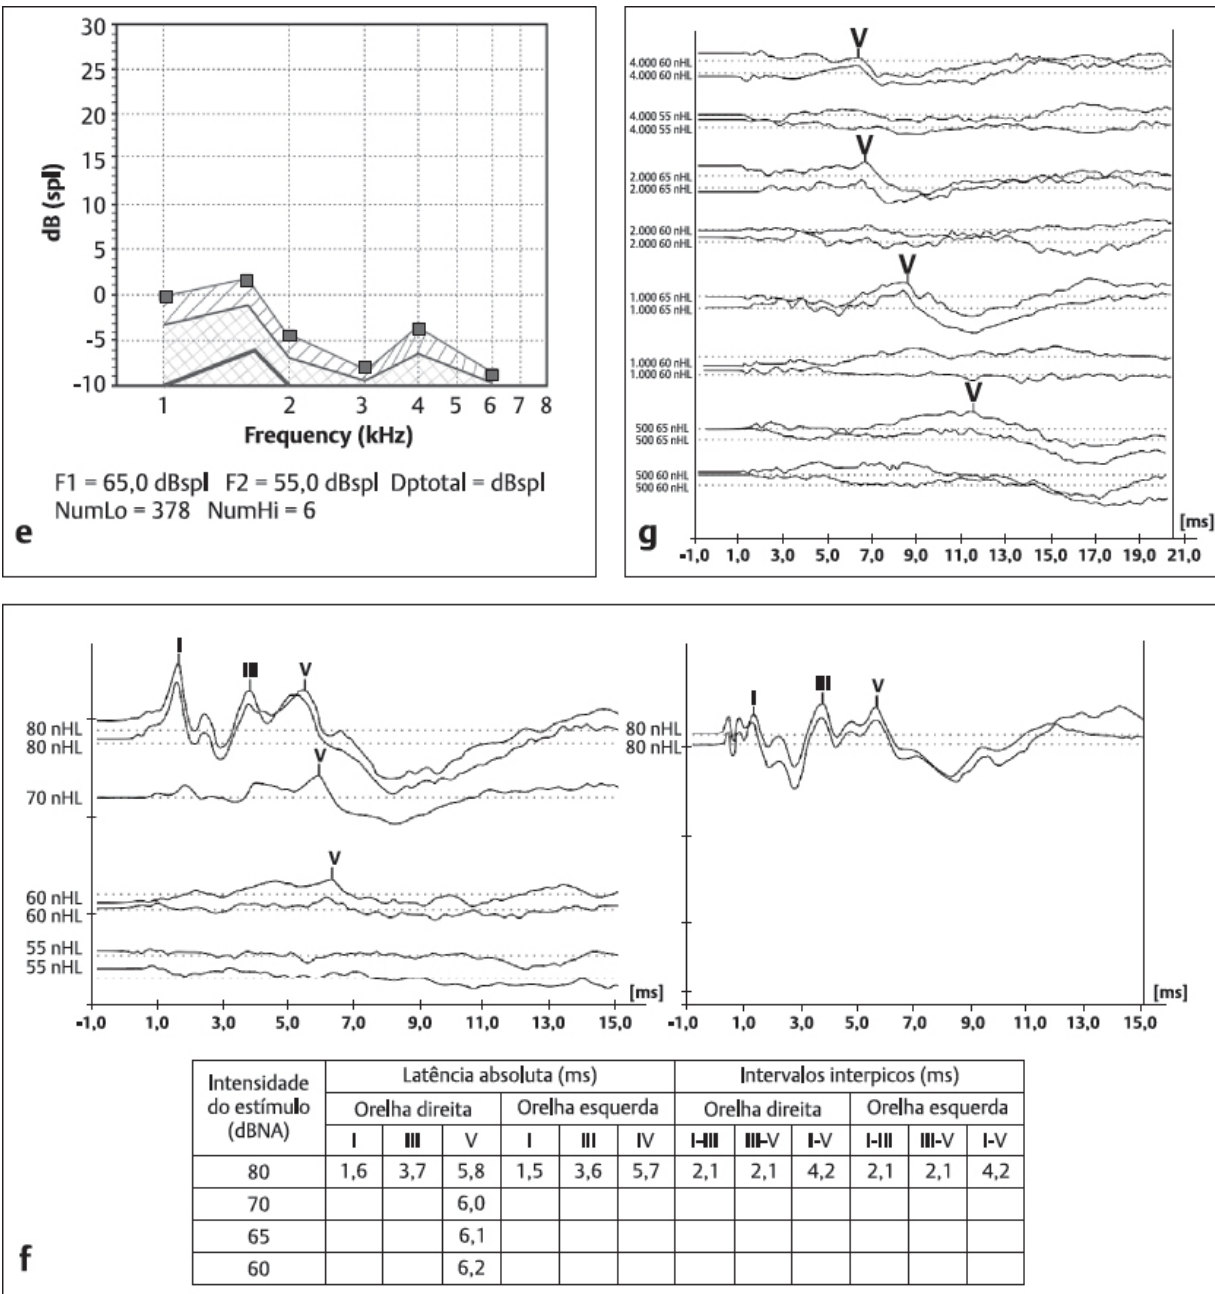 30
25
20
15
10
5
0
-5
-10
dB (spl)
1 2 3 4 5 6 7 8
Frequency (kHz)
F1 = 65,0 dBspl F2 = 55,0 dBspl Dptotal = dBspl
NumLo = 378 NumHi = 6
e
V
4.000 60 nHL
4.000 60 nHL
4.000 55 nHL
4.000 55 nHL
V
2.000 65 nHL
2.000 65 nHL
2.000 60 nHL
2.000 60 nHL
V
1.000 65 nHL
1.000 65 nHL
1.000 60 nHL
1.000 60 nHL
V
500 65 nHL
500 65 nHL
500 60 nHL
500 60 nHL
[ms]
-1,0 1,0 3,0 5,0 7,0 9,0 11,0 15,0 17,0 19,0 21,0
g
I III V
80 nHL
80 nHL
V
70 nHL
V
60 nHL
60 nHL
55 nHL
55 nHL
[ms]
-1,0 1,0 3,0 5,0 7,0 9,0 11,0 13,0 15,0
I III V
80 nHL
80 nHL
[ms]
-1,0 1,0 3,0 5,0 7,0 9,0 11,0 13,0 15,0
Intensidade do estímulo (dBNA) Latência absoluta (ms) Intervalos interpicos (ms)
Orelha direita Orelha esquerda Orelha direita Orelha esquerda
I III V I III IV I-III III-V I-V I-III III-V I-V
80 1,6 3,7 5,8 1,5 3,6 5,7 2,1 2,1 4,2 2,1 2,1 4,2
70 6,0
65 6,1
60 6,2
f